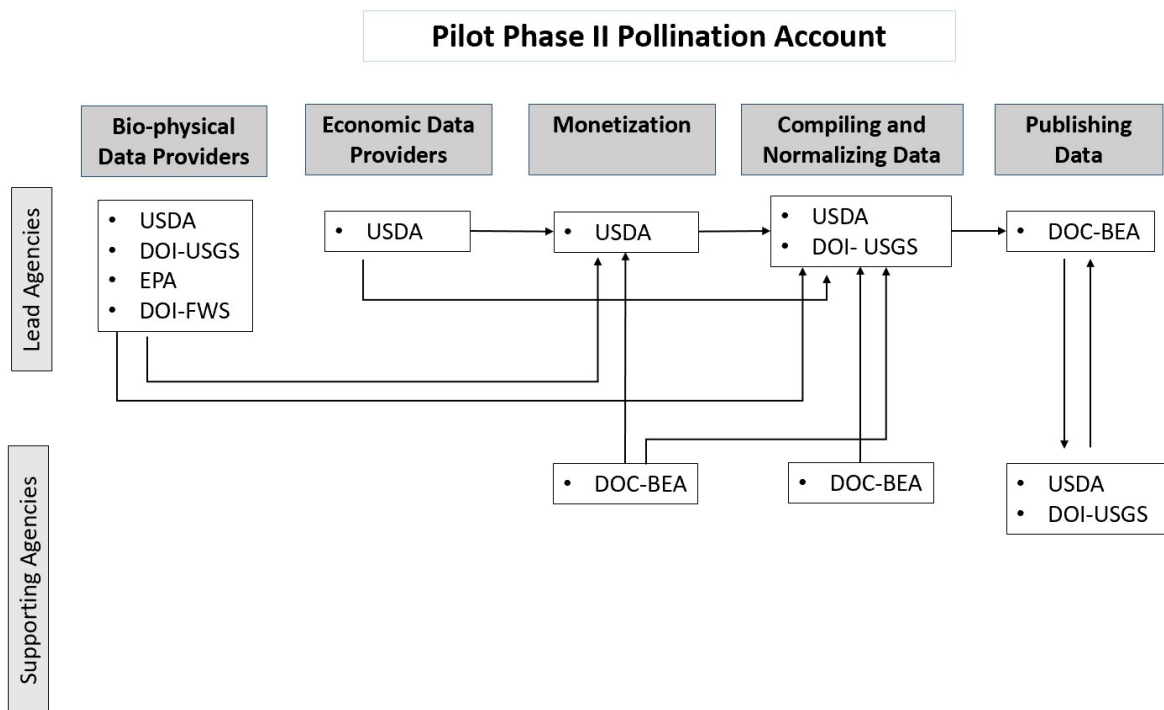 Pilot Phase II Pollination Account
Bio-physical
Data Providers
Economic Data
Providers
Monetization
Compiling and
Normalizing Data
Publishing
Data
Lead Agencies
• USDA
• DOI-USGS
• EPA
• DOI-FWS
• USDA
• USDA
• USDA
• DOI- USGS
• DOC-BEA
Supporting Agencies
• DOC-BEA
• DOC-BEA
• USDA
• DOI-USGS